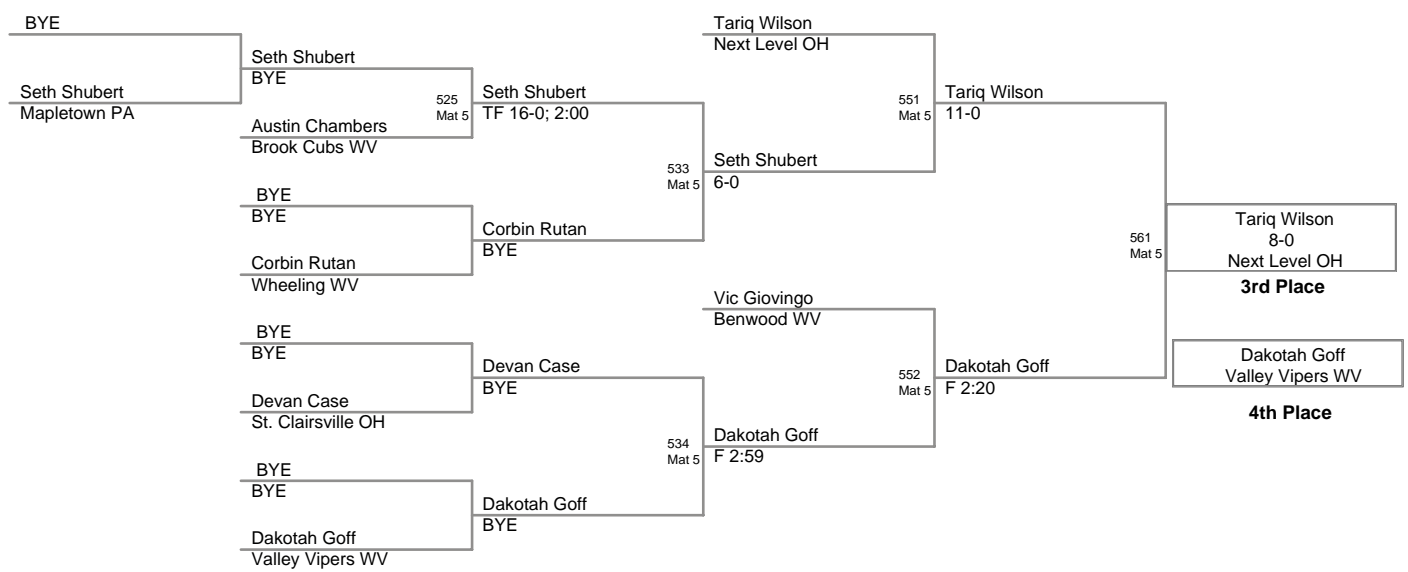 BYE
Seth Shubert
Mapletown PA
Seth Shubert
BYE
Austin Chambers
Brook Cubs WV
BYE
BYE
Corbin Rutan
Wheeling WV
BYE
BYE
Devan Case
St. Clairsville OH
BYE
BYE
Dakotah Goff
Valley Vipers WV
525
Mat 5
Seth Shubert
TF 16-0; 2:00
Corbin Rutan
BYE
Devan Case
BYE
Dakotah Goff
BYE
533
Mat 5
534
Mat 5
Tariq Wilson
Next Level OH
Seth Shubert
6-0
Vic Giovingo
Benwood WV
Dakotah Goff
F 2:59
551
Mat 5
552
Mat 5
Tariq Wilson
11-0
Dakotah Goff
F 2:20
561
Mat 5
Tariq Wilson
8-0
Next Level OH
3rd Place
Dakotah Goff
Valley Vipers WV
4th Place